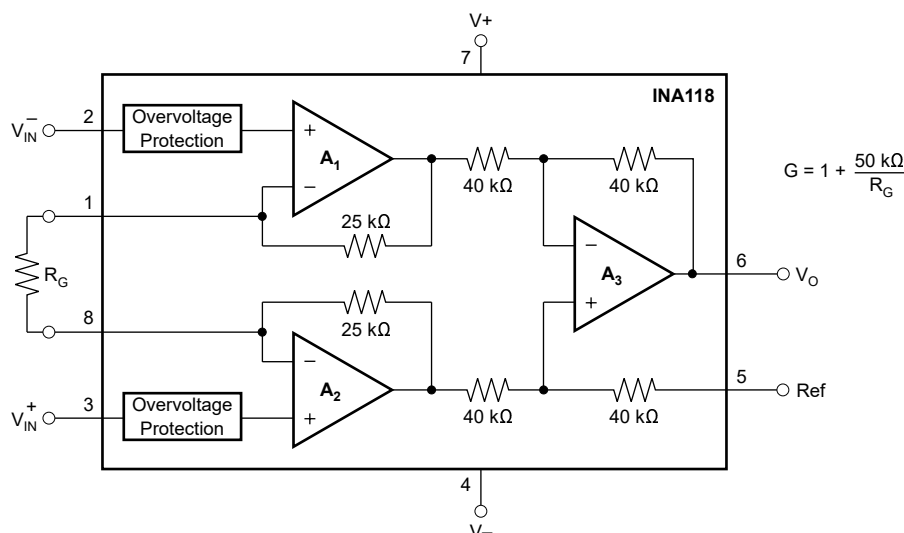 V+
7
INA118
2
V_IN^–
Overvoltage
Protection
+
A1
–
40 kΩ
40 kΩ
G = 1 + 50 kΩ / R_G
1
25 kΩ
R_G
–
A3
+
6
V_O
8
25 kΩ
–
A2
+
5
Ref
40 kΩ
40 kΩ
3
V_IN^+
Overvoltage
Protection
4
V–